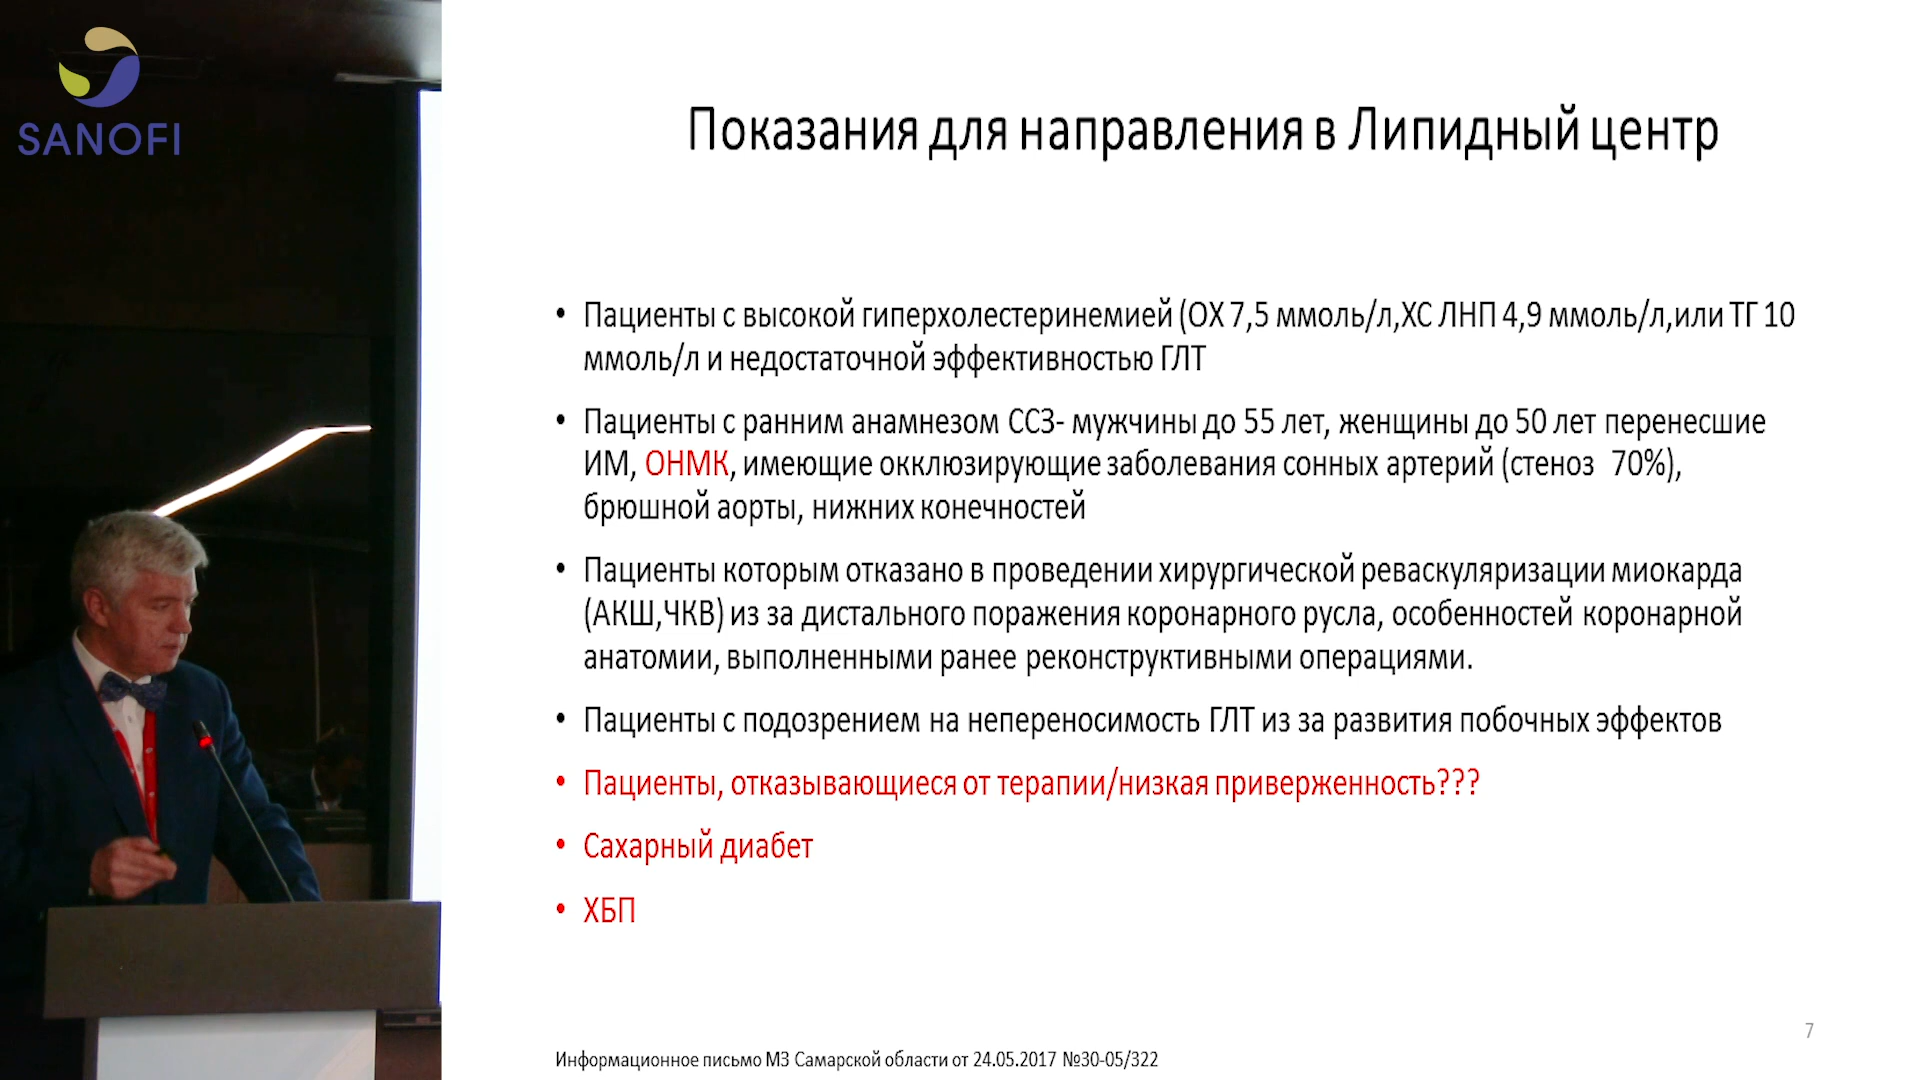 SANOFI
Показания для направления в Липидный центр
• Пациенты с высокой гиперхолестеринемией (ОХ 7,5 ммоль/л,ХС ЛНП 4,9 ммоль/л,или ТГ 10
ммоль/л и недостаточной эффективностью ГЛТ
• Пациенты с ранним анамнезом ССЗ- мужчины до 55 лет, женщины до 50 лет перенесшие
ИМ, ОНМК, имеющие окклюзирующие заболевания сонных артерий (стеноз 70%),
брюшной аорты, нижних конечностей
• Пациенты которым отказано в проведении хирургической реваскуляризации миокарда
(АКШ,ЧКВ) из за дистального поражения коронарного русла, особенностей коронарной
анатомии, выполненными ранее реконструктивными операциями.
• Пациенты с подозрением на непереносимость ГЛТ из за развития побочных эффектов
• Пациенты, отказывающиеся от терапии/низкая приверженность???
• Сахарный диабет
• ХБП
7
Информационное письмо МЗ Самарской области от 24.05.2017 №30-05/322